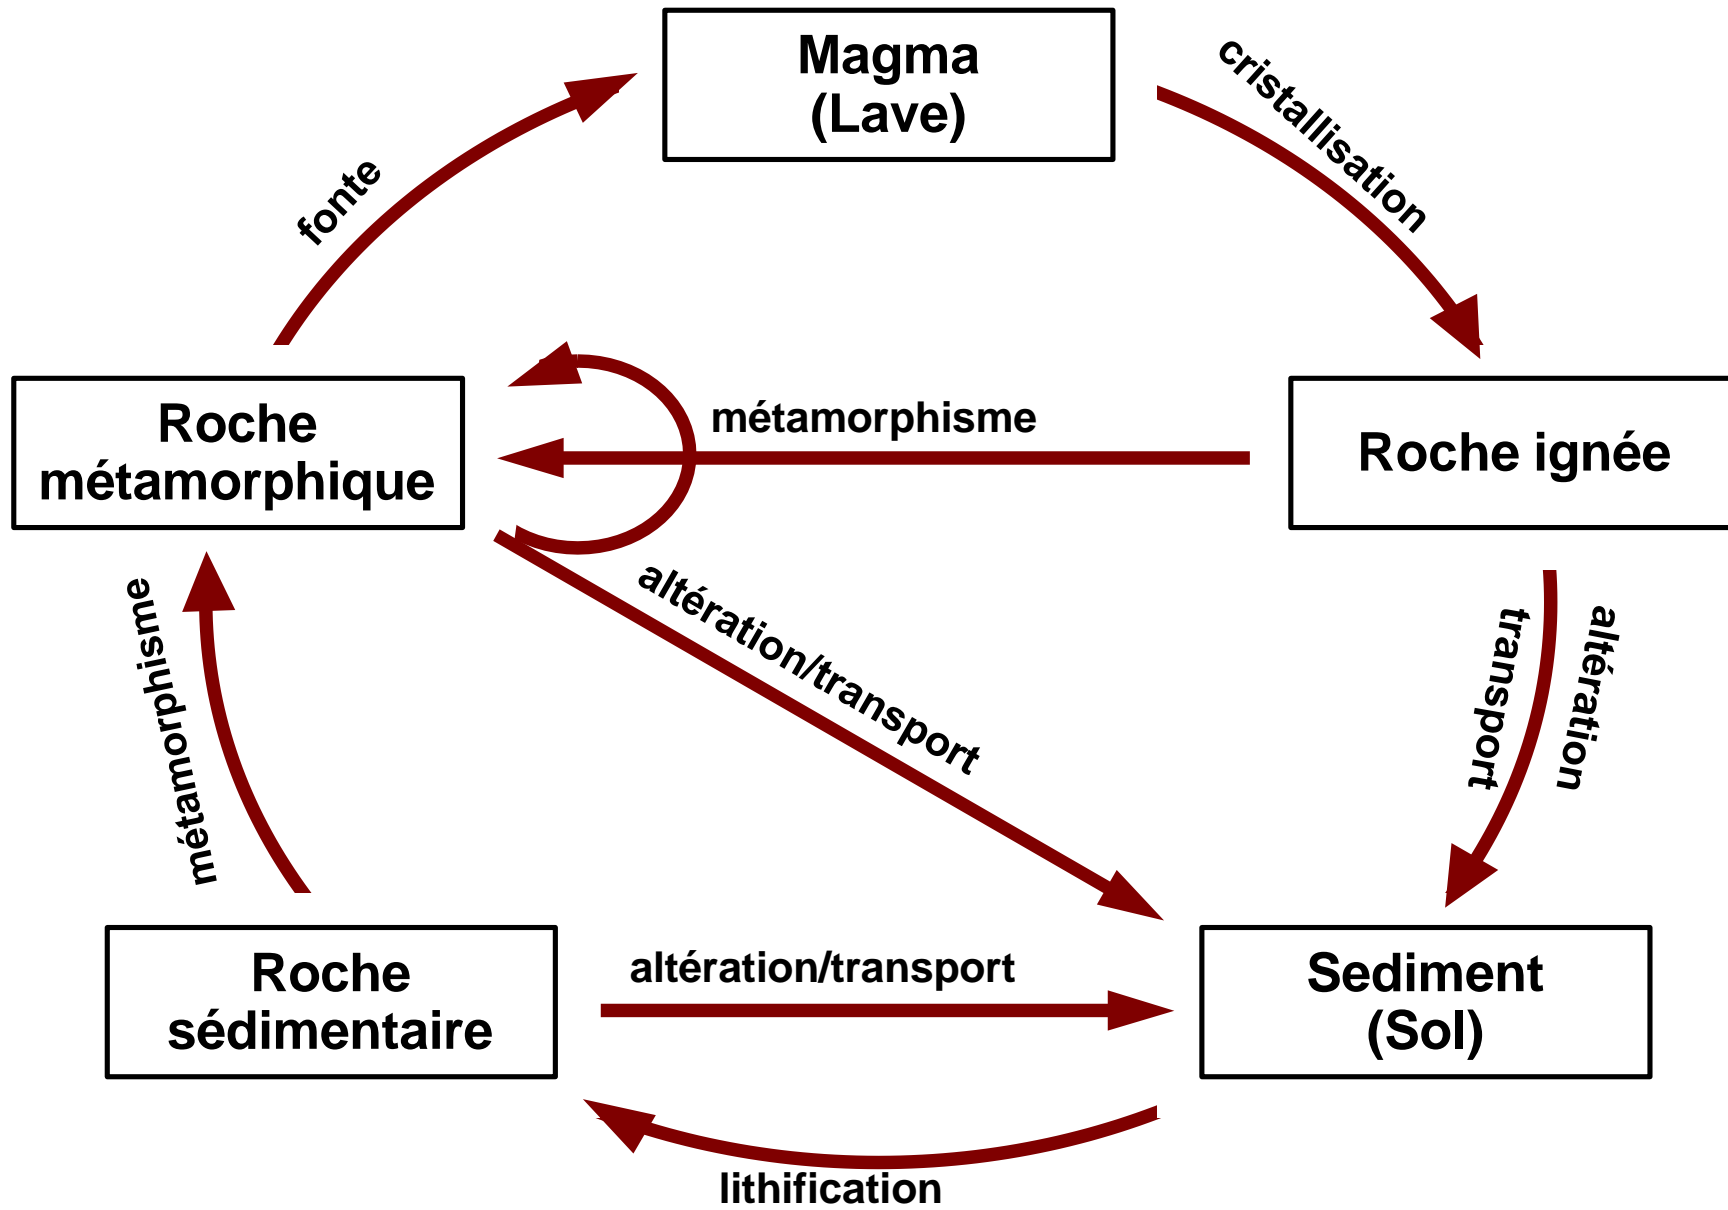 Magma
(Lave)
cristallisation
fonte
Roche
métamorphique
métamorphisme
Roche ignée
altération/transport
altération
transport
métamorphisme
Roche
sédimentaire
altération/transport
Sediment
(Sol)
lithification